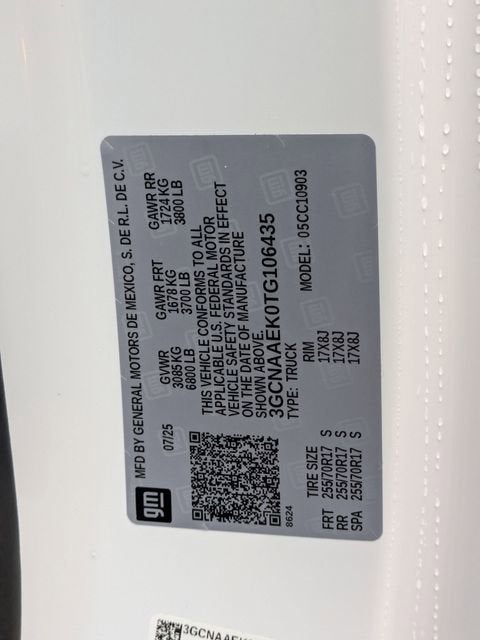 gm
MFD BY GENERAL MOTORS DE MEXICO, S. DE R.L. DE C.V.
07/25
GVWR GAWR FRT GAWR RR
3085KG 1678 KG 1724 KG
6800 LB 3700 LB 3800 LB
THIS VEHICLE CONFORMS TO ALL
APPLICABLE U.S. FEDERAL MOTOR
VEHICLE SAFETY STANDARDS IN EFFECT
ON THE DATE OF MANUFACTURE
SHOWN ABOVE.
3GCNAAEK0TG106435
TYPE: TRUCK MODEL: 05CC10903
8624
TIRE SIZE RIM
FRT 255/70R17 S 17X8J
RR 255/70R17 S 17X8J
SPA 255/70R17 S 17X8J